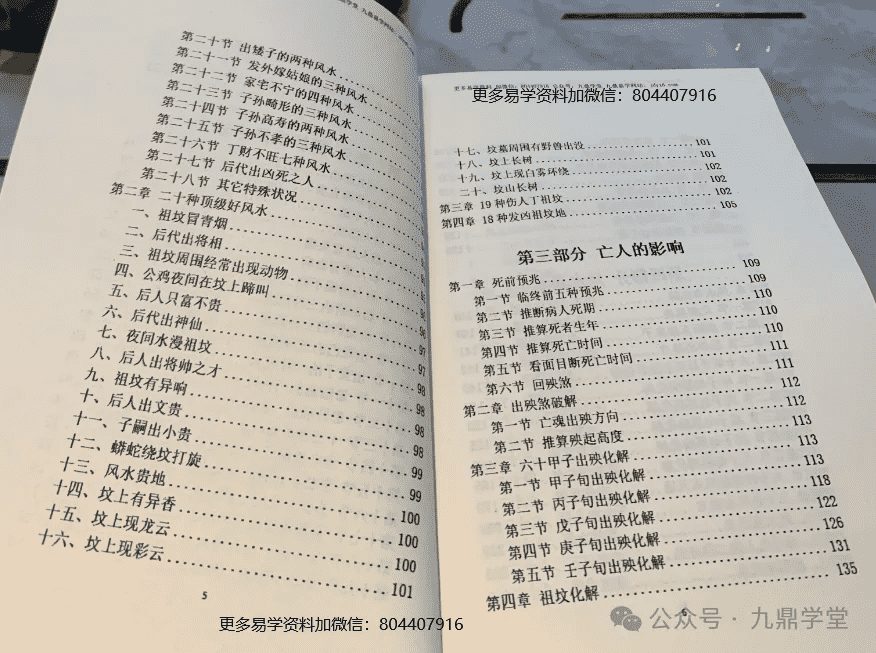 第二十节 出矮子的两种风水
第二十一节 发外嫁姑娘的三种风水
第二十二节 家宅不宁的四种风水
第二十三节 子孙畸形的三种风水
第二十四节 子孙高寿的两种风水
第二十五节 子孙不孝的三种风水
第二十六节 丁财不旺七种风水
第二十七节 后代出凶死之人
第二十八节 其它特殊状况
第二章 二十种顶级好风水
一、祖坟冒青烟
二、后代出将相
三、祖坟周围经常出现动物
四、公鸡夜间在坟上蹄叫
五、后人只富不贵 96
六、后代出神仙 97
七、夜间水漫祖坟 97
八、后人出将帅之才 98
九、祖坟有异响 98
十、后人出文贵 98
十一、子嗣出小贵 98
十二、蟒蛇绕坟打旋 99
十三、风水贵地 99
十四、坟上有异香 100
十五、坟上现龙云 100
十六、坟上现彩云 100
101
5
更多易学资料加微信：804407916
更多易学资料加微信：804407916
十七、坟墓周围有野兽出没 101
十八、坟上长树 101
十九、坟上现白雾环绕 102
二十、坟山长树 102
第三章 19种伤人丁祖坟 102
第四章 18种发凶祖坟地 105
第三部分 亡人的影响
第一章 死前预兆 109
第一节 临终前五种预兆 109
第二节 推断病人死期 110
第三节 推算死者生年 110
第四节 推算死亡时间 110
第五节 看面目断死亡时间 111
第六节 回殃煞 111
第二章 出殃煞破解 112
第一节 亡魂出殃方向 112
第二节 推算殃起高度 113
第三章 六十甲子出殃化解 113
第一节 甲子旬出殃化解 113
第二节 丙子旬出殃化解 118
第三节 戊子旬出殃化解 122
第四节 庚子旬出殃化解 126
第五节 壬子旬出殃化解 131
第四章 祖坟化解 135
公众号·九鼎学堂